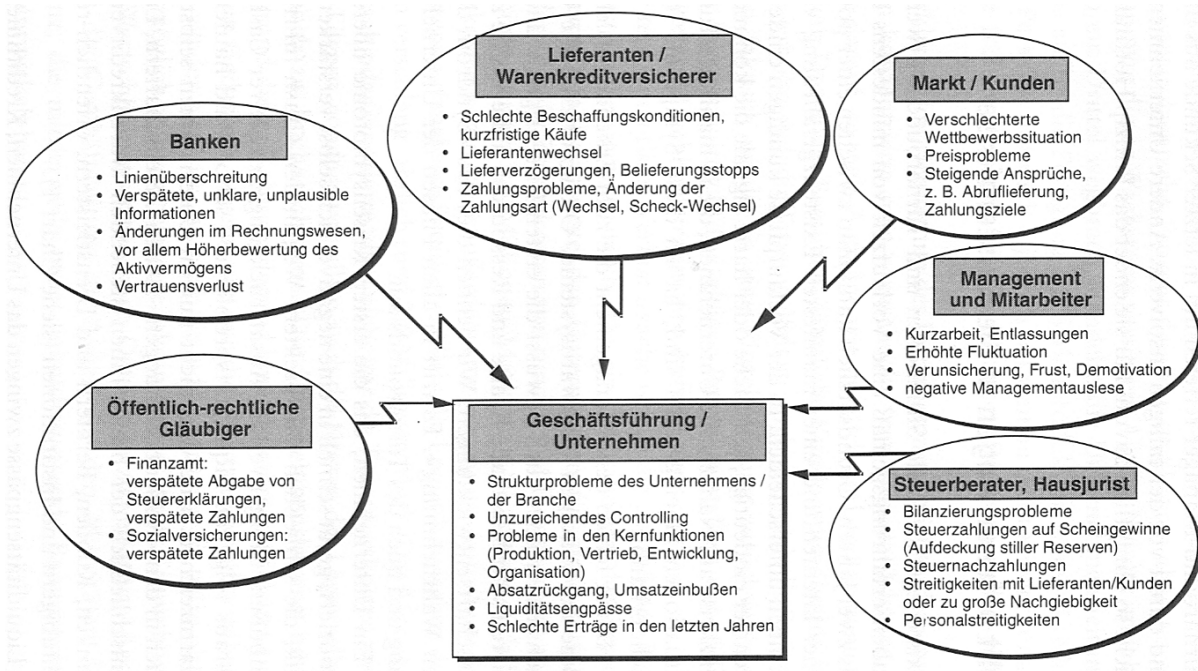 Banken
• Linienüberschreitung
• Verspätete, unklare, unplausible
Informationen
• Änderungen im Rechnungswesen,
vor allem Höherbewertung des
Aktivvermögens
• Vertrauensverlust
Lieferanten /
Warenkreditversicherer
• Schlechte Beschaffungskonditionen,
kurzfristige Käufe
• Lieferantenwechsel
• Lieferverzögerungen, Belieferungsstopps
• Zahlungsprobleme, Änderung der
Zahlungsart (Wechsel, Scheck-Wechsel)
Markt / Kunden
• Verschlechterte
Wettbewerbssituation
• Preisprobleme
• Steigende Ansprüche,
z. B. Abruflieferung,
Zahlungsziele
Management
und Mitarbeiter
• Kurzarbeit, Entlassungen
• Erhöhte Fluktuation
• Verunsicherung, Frust, Demotivation
• negative Managementauslese
Öffentlich-rechtliche
Gläubiger
• Finanzamt:
verspätete Abgabe von
Steuererklärungen,
verspätete Zahlungen
• Sozialversicherungen:
verspätete Zahlungen
Geschäftsführung /
Unternehmen
• Strukturprobleme des Unternehmens /
der Branche
• Unzureichendes Controlling
• Probleme in den Kernfunktionen
(Produktion, Vertrieb, Entwicklung,
Organisation)
• Absatzrückgang, Umsatzeinbußen
• Liquiditätsengpässe
• Schlechte Erträge in den letzten Jahren
Steuerberater, Hausjurist
• Bilanzierungsprobleme
• Steuerzahlungen auf Scheingewinne
(Aufdeckung stiller Reserven)
• Steuernachzahlungen
• Streitigkeiten mit Lieferanten/Kunden
oder zu große Nachgiebigkeit
• Personalstreitigkeiten